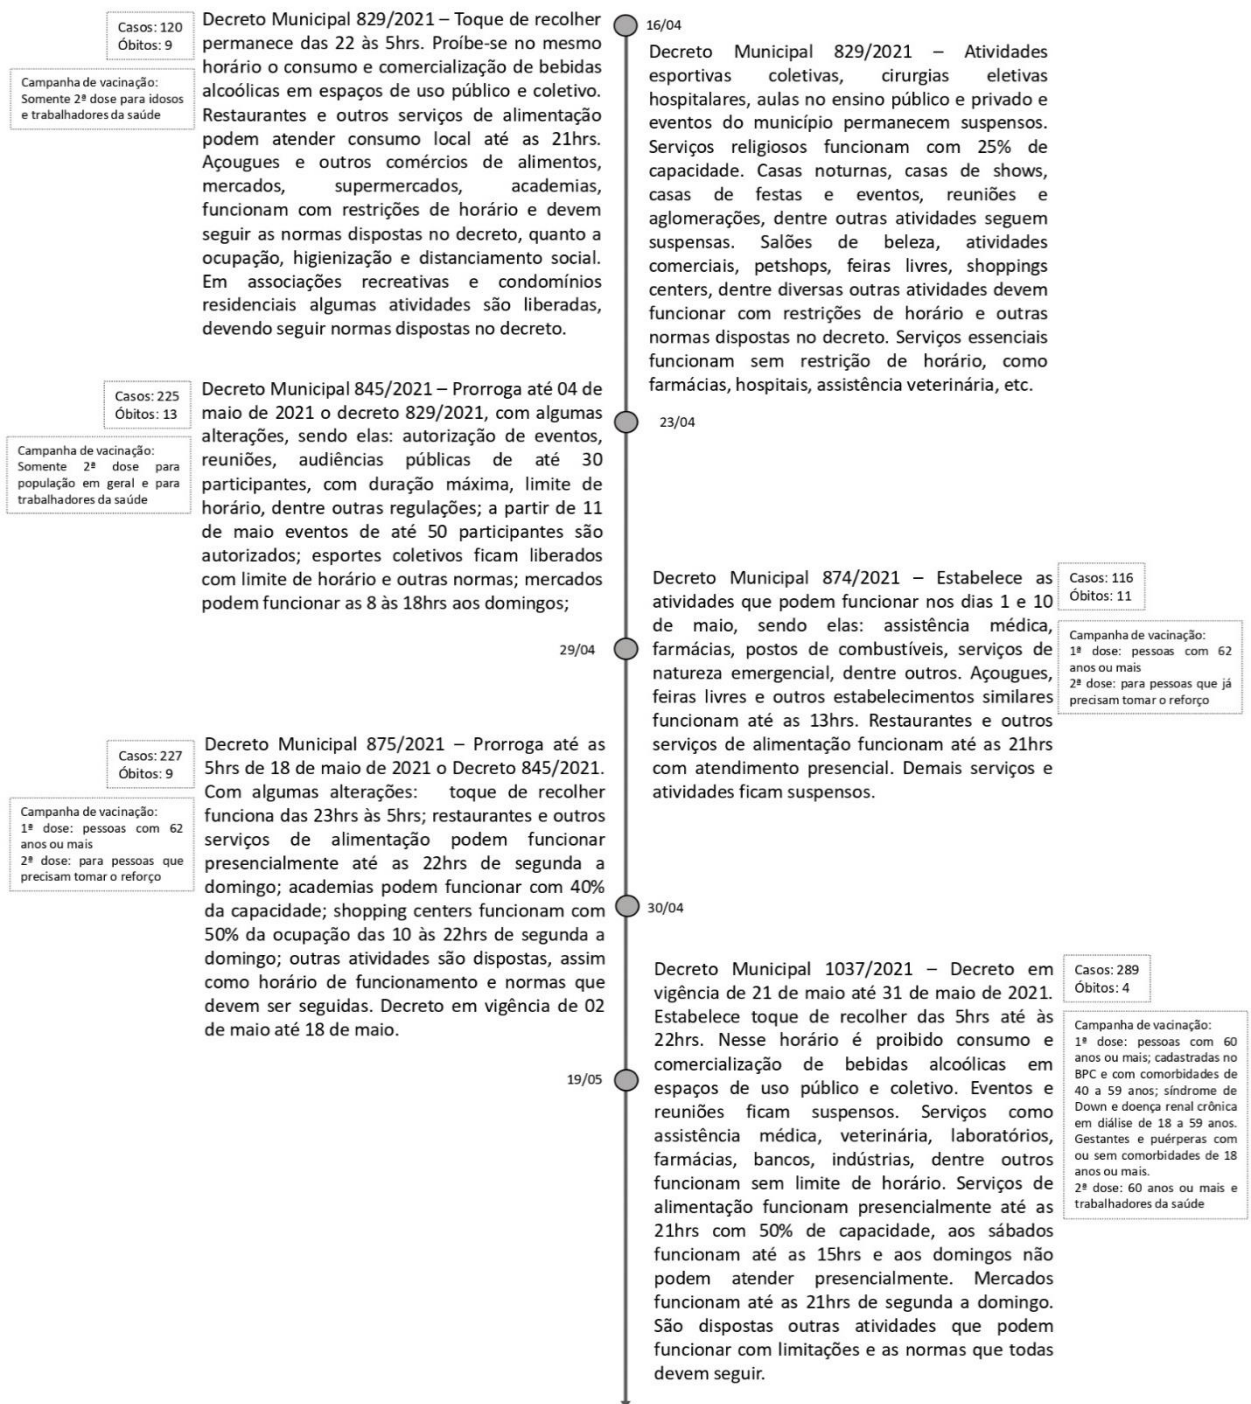 Casos: 120
Óbitos: 9
Campanha de vacinação:
Somente 2ª dose para idosos
e trabalhadores da saúde
Decreto Municipal 829/2021 – Toque de recolher
permanece das 22 às 5hrs. Proíbe-se no mesmo
horário o consumo e comercialização de bebidas
alcoólicas em espaços de uso público e coletivo.
Restaurantes e outros serviços de alimentação
podem atender consumo local até as 21hrs.
Açougues e outros comércios de alimentos,
mercados, supermercados, academias,
funcionam com restrições de horário e devem
seguir as normas dispostas no decreto, quanto a
ocupação, higienização e distanciamento social.
Em associações recreativas e condomínios
residenciais algumas atividades são liberadas,
devendo seguir normas dispostas no decreto.
16/04
Decreto Municipal 829/2021 – Atividades
esportivas coletivas, cirurgias eletivas
hospitalares, aulas no ensino público e privado e
eventos do município permanecem suspensos.
Serviços religiosos funcionam com 25% de
capacidade. Casas noturnas, casas de shows,
casas de festas e eventos, reuniões e
aglomerações, dentre outras atividades seguem
suspensas. Salões de beleza, atividades
comerciais, petshops, feiras livres, shoppings
centers, dentre diversas outras atividades devem
funcionar com restrições de horário e outras
normas dispostas no decreto. Serviços essenciais
funcionam sem restrição de horário, como
farmácias, hospitais, assistência veterinária, etc.
Casos: 225
Óbitos: 13
Campanha de vacinação:
Somente 2ª dose para
população em geral e para
trabalhadores da saúde
Decreto Municipal 845/2021 – Prorroga até 04 de
maio de 2021 o decreto 829/2021, com algumas
alterações, sendo elas: autorização de eventos,
reuniões, audiências públicas de até 30
participantes, com duração máxima, limite de
horário, dentre outras regulações; a partir de 11
de maio eventos de até 50 participantes são
autorizados; esportes coletivos ficam liberados
com limite de horário e outras normas; mercados
podem funcionar as 8 às 18hrs aos domingos;
23/04
29/04
Decreto Municipal 874/2021 – Estabelece as
atividades que podem funcionar nos dias 1 e 10
de maio, sendo elas: assistência médica,
farmácias, postos de combustíveis, serviços de
natureza emergencial, dentre outros. Açougues,
feiras livres e outros estabelecimentos similares
funcionam até as 13hrs. Restaurantes e outros
serviços de alimentação funcionam até as 21hrs
com atendimento presencial. Demais serviços e
atividades ficam suspensos.
Casos: 116
Óbitos: 11
Campanha de vacinação:
1ª dose: pessoas com 62
anos ou mais
2ª dose: para pessoas que já
precisam tomar o reforço
Casos: 227
Óbitos: 9
Campanha de vacinação:
1ª dose: pessoas com 62
anos ou mais
2ª dose: para pessoas que
precisam tomar o reforço
Decreto Municipal 875/2021 – Prorroga até as
5hrs de 18 de maio de 2021 o Decreto 845/2021.
Com algumas alterações: toque de recolher
funciona das 23hrs às 5hrs; restaurantes e outros
serviços de alimentação podem funcionar
presencialmente até as 22hrs de segunda a
domingo; academias podem funcionar com 40%
da capacidade; shopping centers funcionam com
50% da ocupação das 10 às 22hrs de segunda a
domingo; outras atividades são dispostas, assim
como horário de funcionamento e normas que
devem ser seguidas. Decreto em vigência de 02
de maio até 18 de maio.
30/04
19/05
Decreto Municipal 1037/2021 – Decreto em
vigência de 21 de maio até 31 de maio de 2021.
Estabelece toque de recolher das 5hrs até às
22hrs. Nesse horário é proibido consumo e
comercialização de bebidas alcoólicas em
espaços de uso público e coletivo. Eventos e
reuniões ficam suspensos. Serviços como
assistência médica, veterinária, laboratórios,
farmácias, bancos, indústrias, dentre outros
funcionam sem limite de horário. Serviços de
alimentação funcionam presencialmente até as
21hrs com 50% de capacidade, aos sábados
funcionam até as 15hrs e aos domingos não
podem atender presencialmente. Mercados
funcionam até as 21hrs de segunda a domingo.
São dispostas outras atividades que podem
funcionar com limitações e as normas que todas
devem seguir.
Casos: 289
Óbitos: 4
Campanha de vacinação:
1ª dose: pessoas com 60
anos ou mais; cadastradas no
BPC e com comorbidades de
40 a 59 anos; síndrome de
Down e doença renal crônica
em diálise de 18 a 59 anos.
Gestantes e puérperas com
ou sem comorbidades de 18
anos ou mais.
2ª dose: 60 anos ou mais e
trabalhadores da saúde